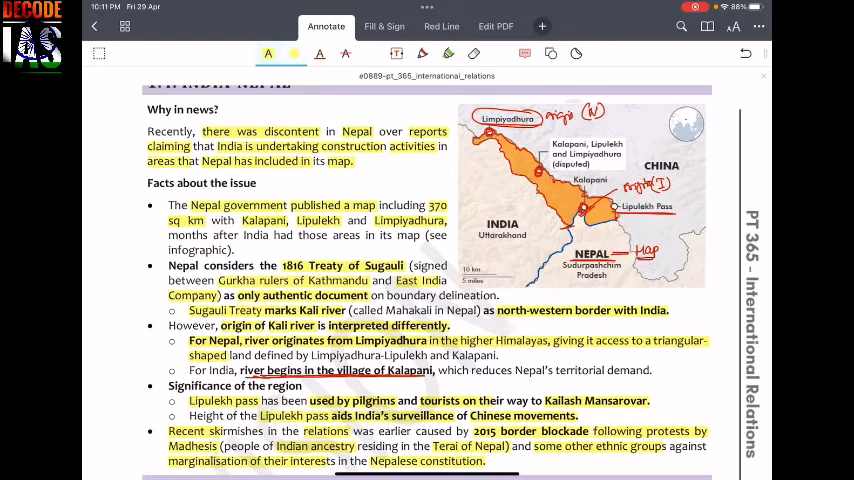 DECODE
IAS
10:11 PM Fri 29 Apr
88%
Annotate
Fill & Sign
Red Line
Edit PDF
e0889-pt_365_international_relations
Why in news?
Recently, there was discontent in Nepal over reports
claiming that India is undertaking construction activities in
areas that Nepal has included in its map.
Facts about the issue
• The Nepal government published a map including 370
sq km with Kalapani, Lipulekh and Limpiyadhura,
months after India had those areas in its map (see
infographic).
• Nepal considers the 1816 Treaty of Sugauli (signed
between Gurkha rulers of Kathmandu and East India
Company) as only authentic document on boundary delineation.
o Sugauli Treaty marks Kali river (called Mahakali in Nepal) as north-western border with India.
• However, origin of Kali river is interpreted differently.
o For Nepal, river originates from Limpiyadhura in the higher Himalayas, giving it access to a triangular-
shaped land defined by Limpiyadhura-Lipulekh and Kalapani.
o For India, river begins in the village of Kalapani, which reduces Nepal's territorial demand.
• Significance of the region
o Lipulekh pass has been used by pilgrims and tourists on their way to Kailash Mansarovar.
o Height of the Lipulekh pass aids India's surveillance of Chinese movements.
• Recent skirmishes in the relations was earlier caused by 2015 border blockade following protests by
Madhesis (people of Indian ancestry residing in the Terai of Nepal) and some other ethnic groups against
marginalisation of their interests in the Nepalese constitution.
Limpiyadhura
origin (N)
Kalapani, Lipulekh
and Limpiyadhura
(disputed)
CHINA
Kalapani
origin (I)
Lipulekh Pass
INDIA
Uttarakhand
NEPAL
Map
Sudurpashchim
Pradesh
10 km
5 miles
PT 365 - International Relations